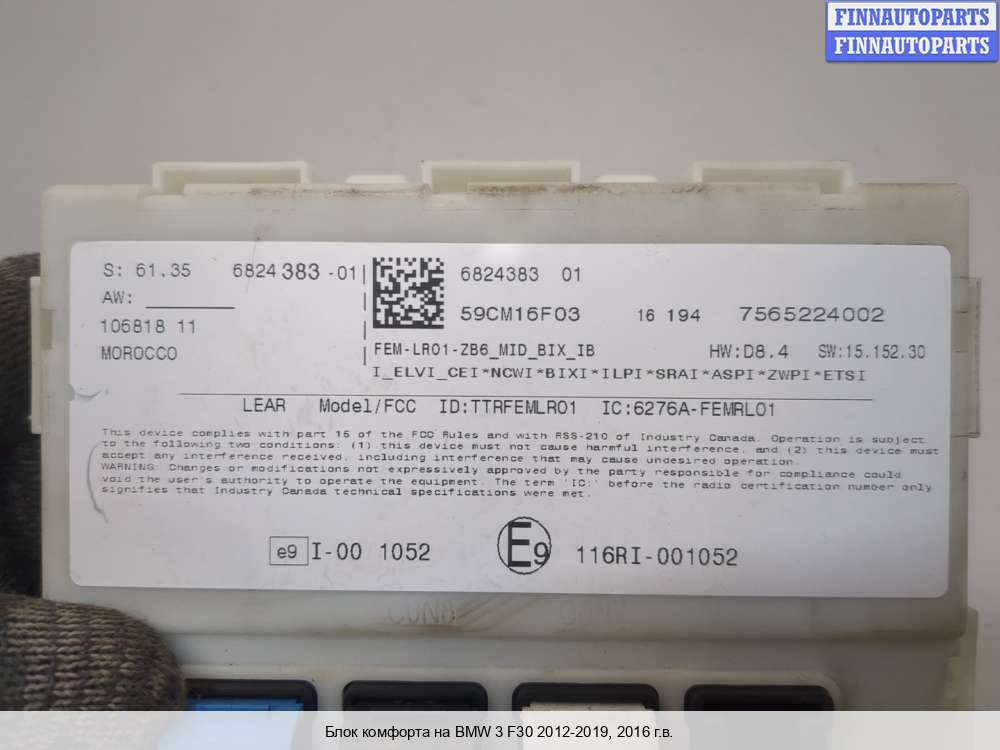 FINNAUTOPARTS
FINNAUTOPARTS
S: 61.35 6824 383 -01
AW:
106818 11
MOROCCO
6824383 01
59CM16F03 16 194 7565224002
FEM-LR01-ZB6_MID_BIX_IB HW:D8.4 SW:15.152.30
I_ELVI_CEI*NCWI*BIXI*ILPI*SRAI*ASPI*ZWPI*ETSI
LEAR Model/FCC ID:TTRFEMLR01 IC:6276A-FEMRL01
This device complies with part 15 of the FCC Rules and with RSS-210 of Industry Canada. Operation is subject
to the following two conditions: (1) this device must not cause harmful interference, and (2) this device must
accept any interference received, including interference that may cause undesired operation.
WARNING: Changes or modifications not expressively approved by the party responsible for compliance could
void the user's authority to operate the equipment. The term 'IC:' before the radio certification number only
signifies that Industry Canada technical specifications were met.
e9 I-00 1052 E9 116RI-001052
Блок комфорта на BMW 3 F30 2012-2019, 2016 г.в.